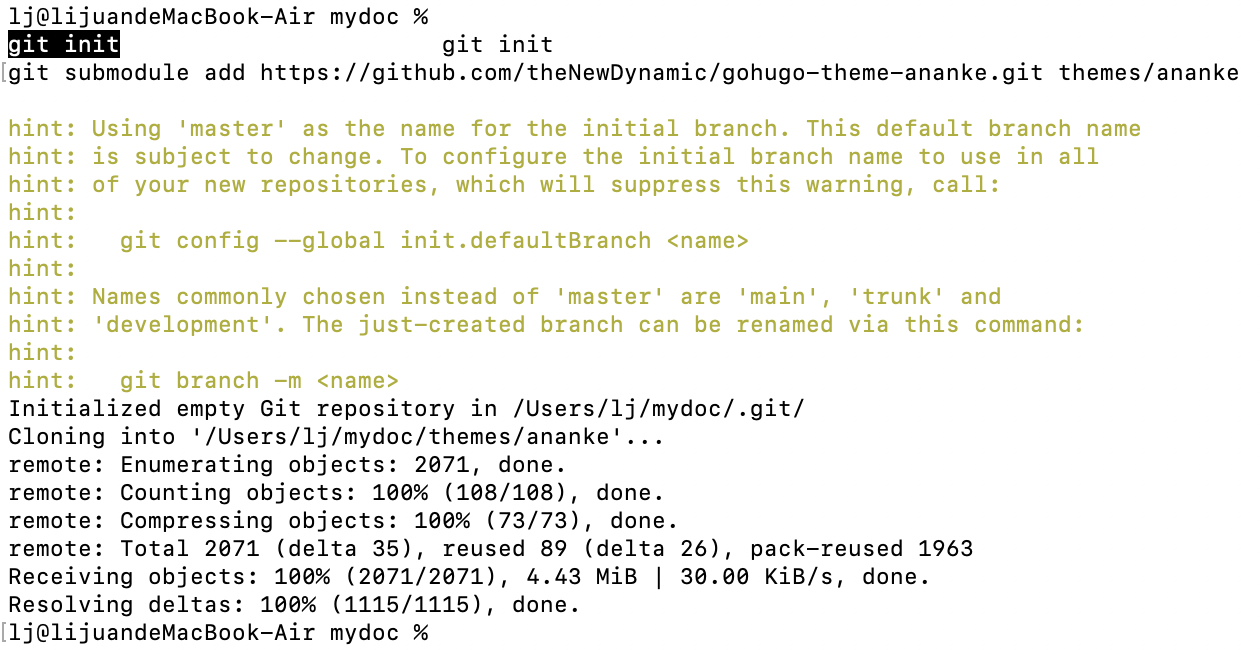 lj@lijuandeMacBook-Air mydoc %
git init git init
git submodule add https://github.com/theNewDynamic/gohugo-theme-ananke.git themes/ananke
hint: Using 'master' as the name for the initial branch. This default branch name
hint: is subject to change. To configure the initial branch name to use in all
hint: of your new repositories, which will suppress this warning, call:
hint:
hint:   git config --global init.defaultBranch <name>
hint:
hint: Names commonly chosen instead of 'master' are 'main', 'trunk' and
hint: 'development'. The just-created branch can be renamed via this command:
hint:
hint:   git branch -m <name>
Initialized empty Git repository in /Users/lj/mydoc/.git/
Cloning into '/Users/lj/mydoc/themes/ananke'...
remote: Enumerating objects: 2071, done.
remote: Counting objects: 100% (108/108), done.
remote: Compressing objects: 100% (73/73), done.
remote: Total 2071 (delta 35), reused 89 (delta 26), pack-reused 1963
Receiving objects: 100% (2071/2071), 4.43 MiB | 30.00 KiB/s, done.
Resolving deltas: 100% (1115/1115), done.
lj@lijuandeMacBook-Air mydoc %